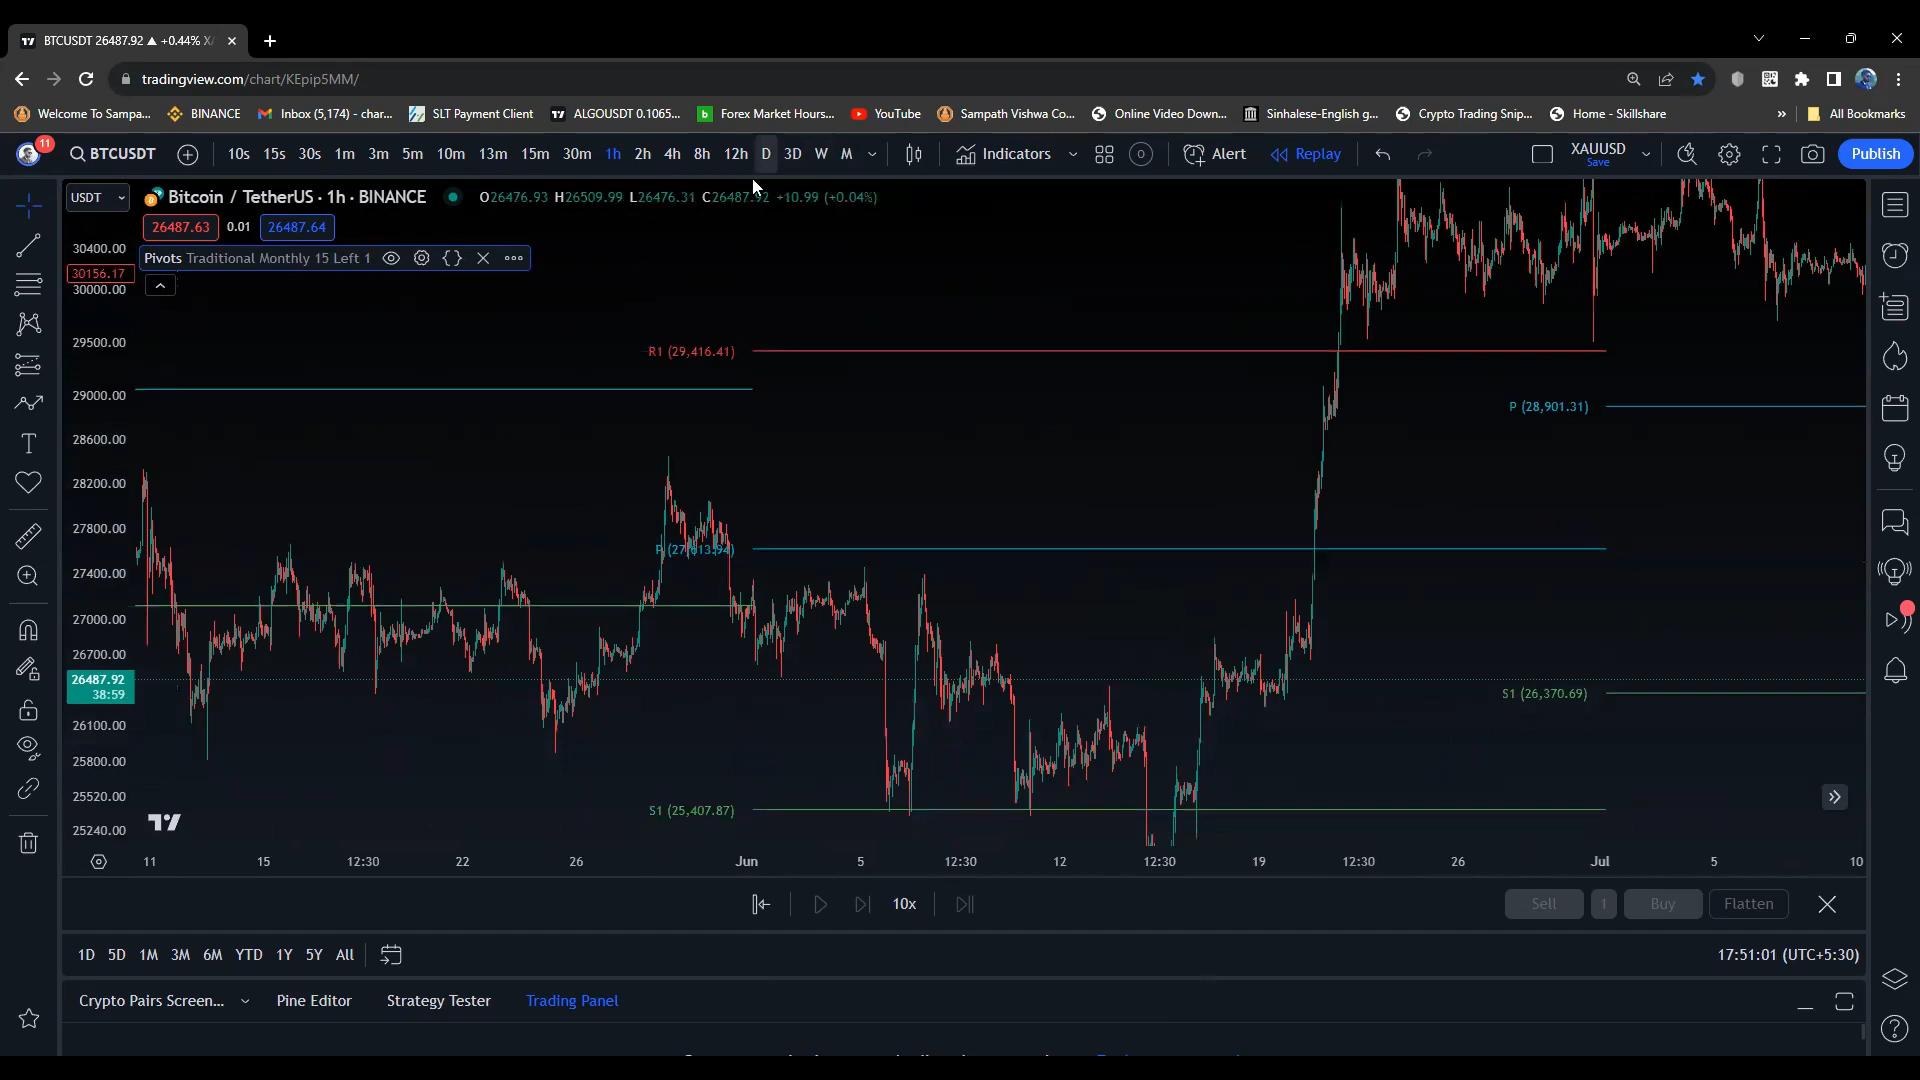 BTCUSDT 26487.92 ▲ +0.44% X
tradingview.com/chart/KEpip5MM/
Welcome To Sampa... BINANCE Inbox (5,174) - char... SLT Payment Client ALGOUSDT 0.1065... Forex Market Hours... YouTube Sampath Vishwa Co... Online Video Down... Sinhalese-English g... Crypto Trading Snip... Home - Skillshare » All Bookmarks
11 BTCUSDT 10s 15s 30s 1m 3m 5m 10m 13m 15m 30m 1h 2h 4h 8h 12h D 3D W M Indicators Alert Replay XAUUSD Save Publish
USDT Bitcoin / TetherUS · 1h · BINANCE O26476.93 H26509.99 L26476.31 C26487.92 +10.99 (+0.04%)
26487.63 0.01 26487.64
Pivots Traditional Monthly 15 Left 1
30400.00
30156.17
30000.00
29500.00
R1 (29,416.41)
29000.00
P (28,901.31)
28600.00
28200.00
27800.00
P (27,613.94)
27400.00
27000.00
26700.00
26487.92
38:59
S1 (26,370.69)
26100.00
25800.00
25520.00
S1 (25,407.87)
25240.00
11 15 12:30 22 26 Jun 5 12:30 12 12:30 19 12:30 26 Jul 5 10
10x Sell 1 Buy Flatten
1D 5D 1M 3M 6M YTD 1Y 5Y All 17:51:01 (UTC+5:30)
Crypto Pairs Screen... Pine Editor Strategy Tester Trading Panel